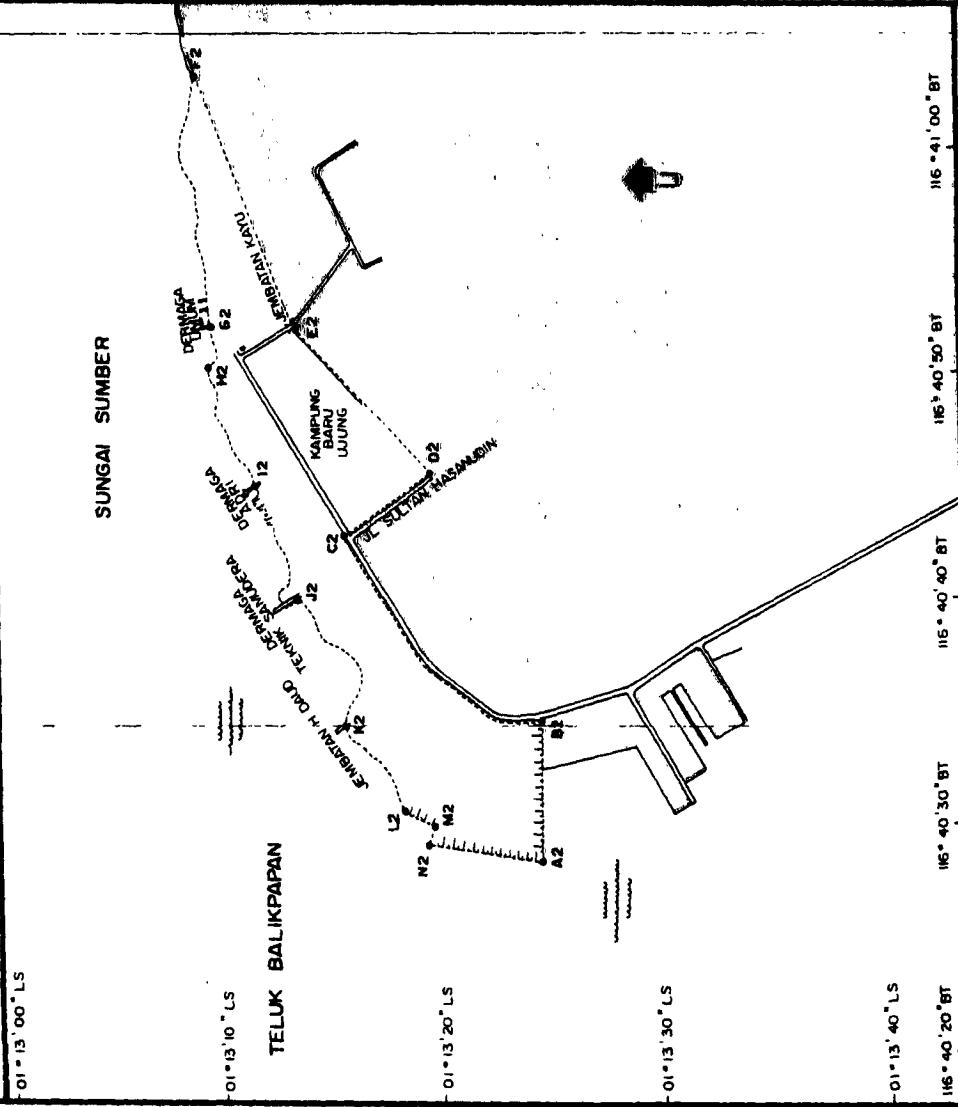 SUNGAI SUMBER
TELUK BALIKPAPAN
01°13'00" LS
01°13'10" LS
01°13'20" LS
01°13'30" LS
01°13'40" LS
116°40'20" BT
116°40'30" BT
116°40'40" BT
116°40'50" BT
116°41'00" BT
F2
DERMAGA
UMUM
G2
H2
JEMBATAN KAYU
E2
KAMPUNG
BARU
UJUNG
DERMAGA
ADRI
I2
D2
JL SULTAN HASANUDIN
C2
DERMAGA
TEKNIK SAMUDERA
J2
JEMBATAN H DAUD
K2
L2
M2
N2
A2
B2